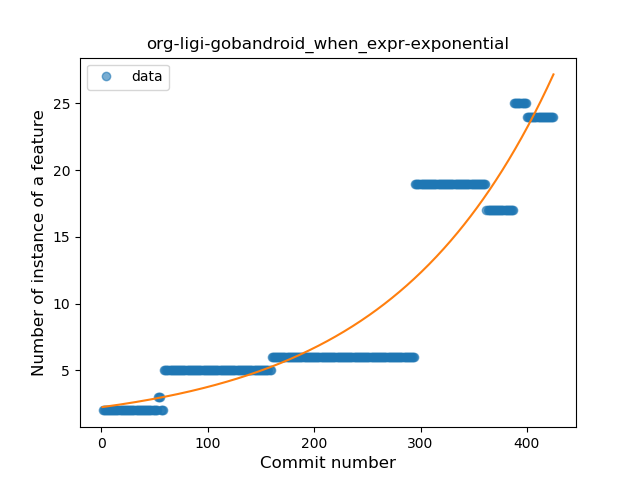 org-ligi-gobandroid_when_expr-exponential
data
Number of instance of a feature
25
20
15
10
5
0
100
200
300
400
Commit number